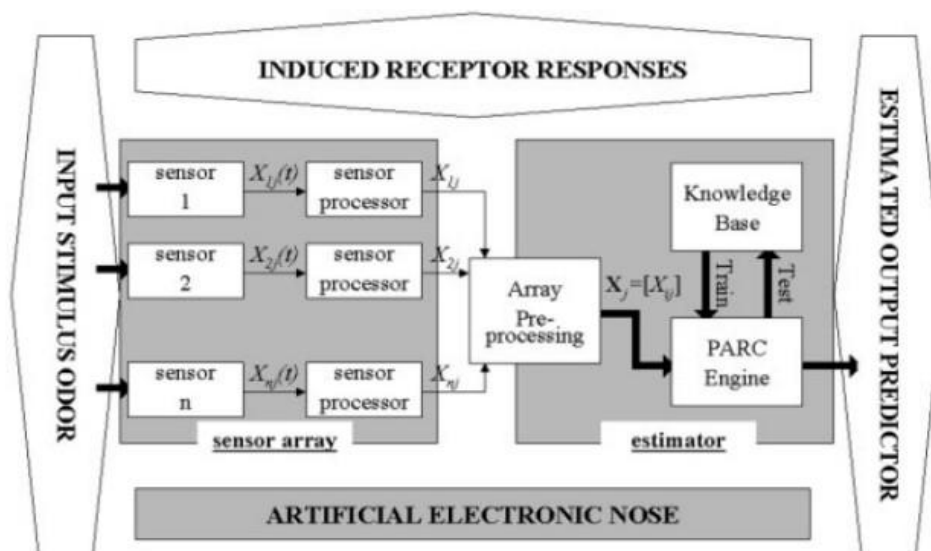 INDUCED RECEPTOR RESPONSES
INPUT STIMULUS ODOR
sensor
1
X1j(t)
sensor
processor
X1j
sensor
2
X2j(t)
sensor
processor
X2j
sensor
n
Xnj(t)
sensor
processor
Xnj
sensor array
Array
Pre-
processing
Xj=[Xij]
Knowledge
Base
Train
Test
PARC
Engine
estimator
ESTIMATED OUTPUT PREDICTOR
ARTIFICIAL ELECTRONIC NOSE